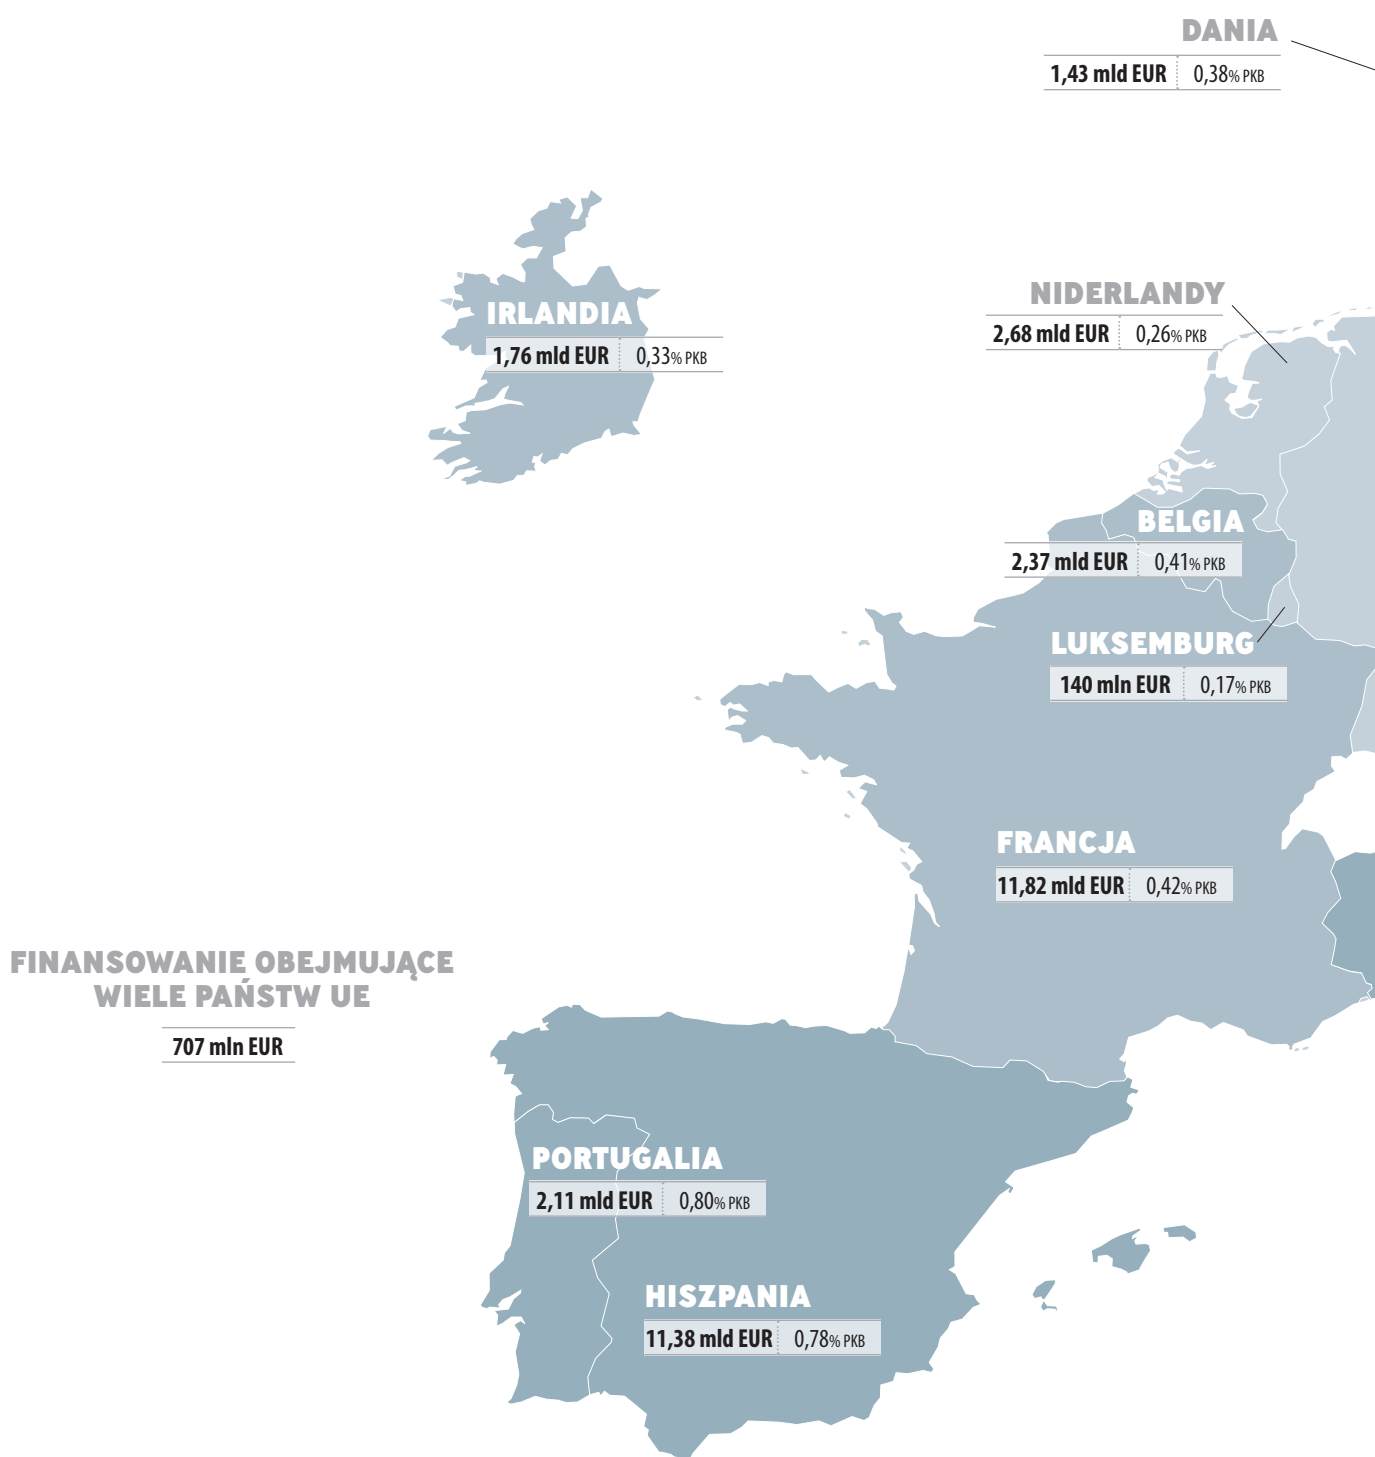 DANIA
1,43 mld EUR 0,38% PKB
IRLANDIA
1,76 mld EUR 0,33% PKB
NIDERLANDY
2,68 mld EUR 0,26% PKB
BELGIA
2,37 mld EUR 0,41% PKB
LUKSEMBURG
140 mln EUR 0,17% PKB
FRANCJA
11,82 mld EUR 0,42% PKB
FINANSOWANIE OBEJMUJĄCE
WIELE PAŃSTW UE
707 mln EUR
PORTUGALIA
2,11 mld EUR 0,80% PKB
HISZPANIA
11,38 mld EUR 0,78% PKB